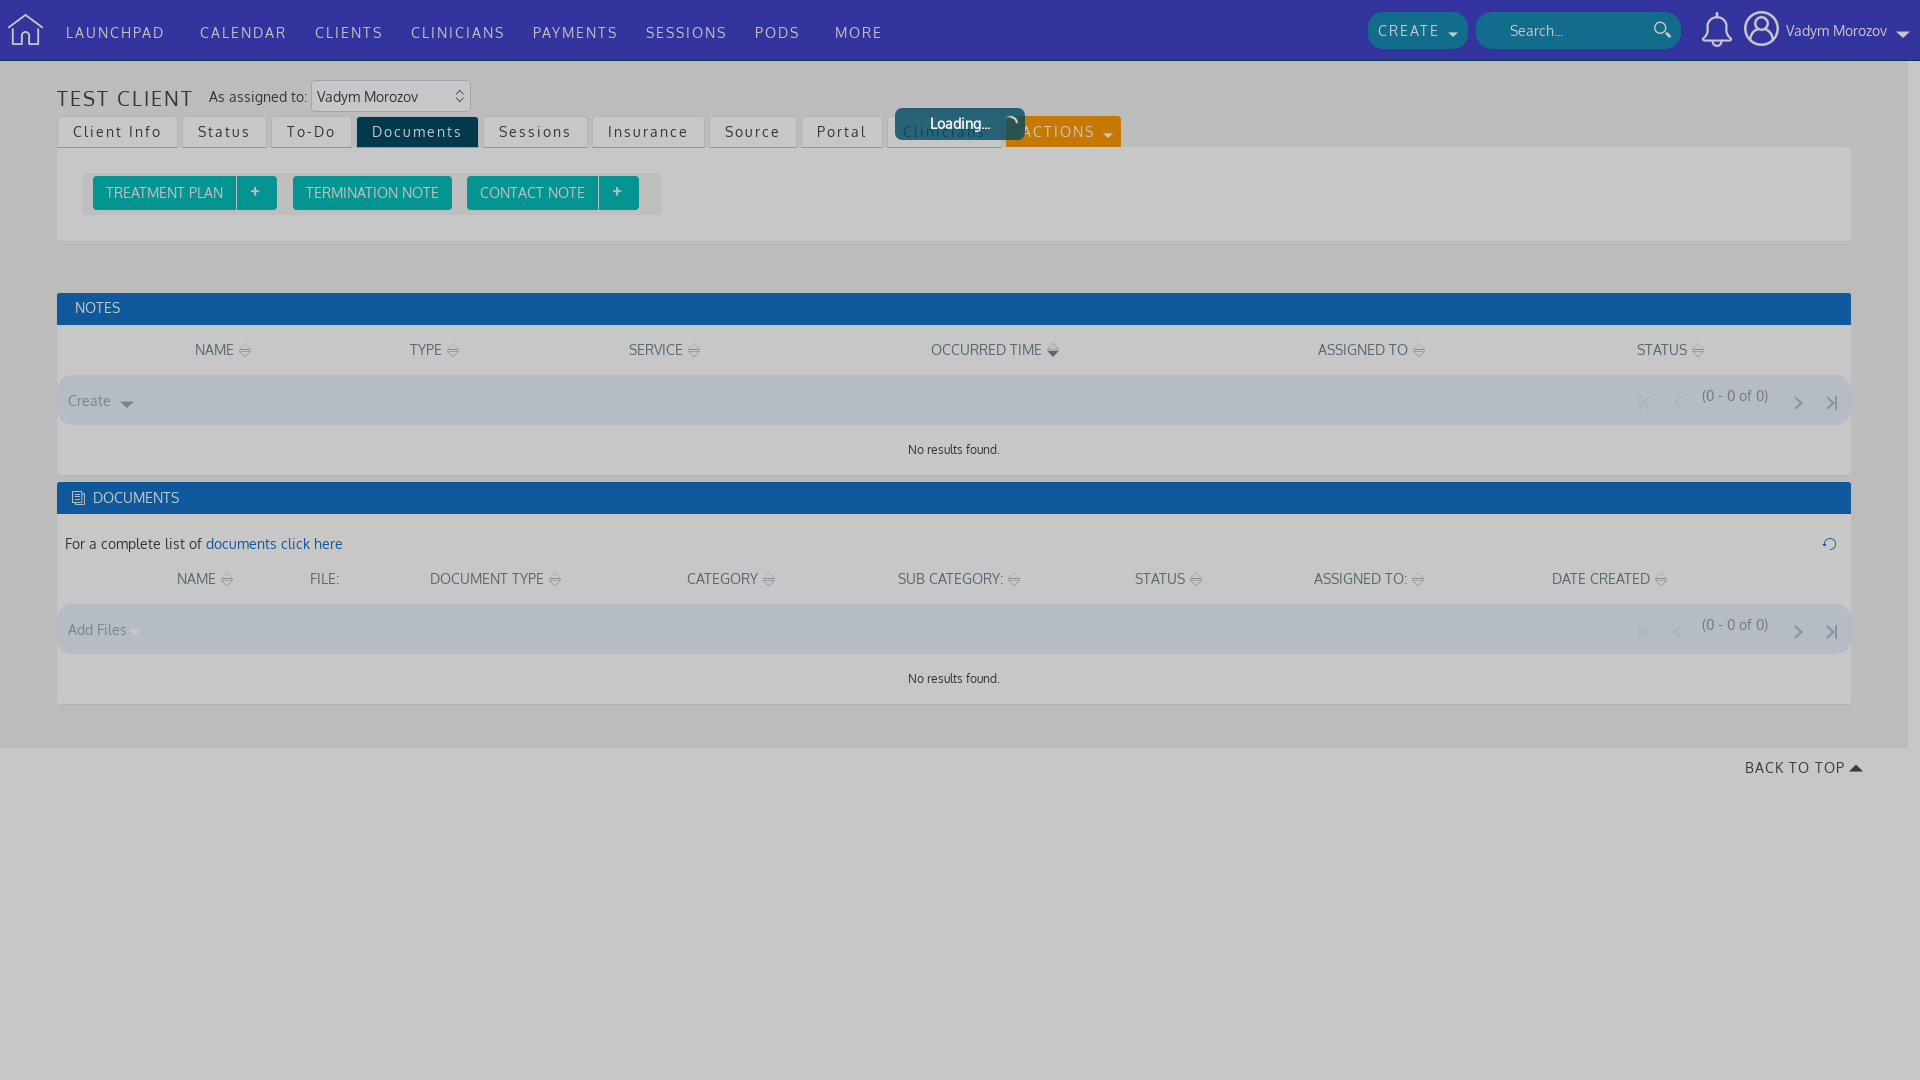 LAUNCHPAD CALENDAR CLIENTS CLINICIANS PAYMENTS SESSIONS PODS MORE CREATE Search... Vadym Morozov
TEST CLIENT As assigned to: Vadym Morozov
Client Info Status To-Do Documents Sessions Insurance Source Portal Clinicians ACTIONS
Loading...
TREATMENT PLAN + TERMINATION NOTE CONTACT NOTE +
NOTES
NAME TYPE SERVICE OCCURRED TIME ASSIGNED TO STATUS
Create (0 - 0 of 0)
No results found.
DOCUMENTS
For a complete list of documents click here
NAME FILE: DOCUMENT TYPE CATEGORY SUB CATEGORY: STATUS ASSIGNED TO: DATE CREATED
Add Files (0 - 0 of 0)
No results found.
BACK TO TOP